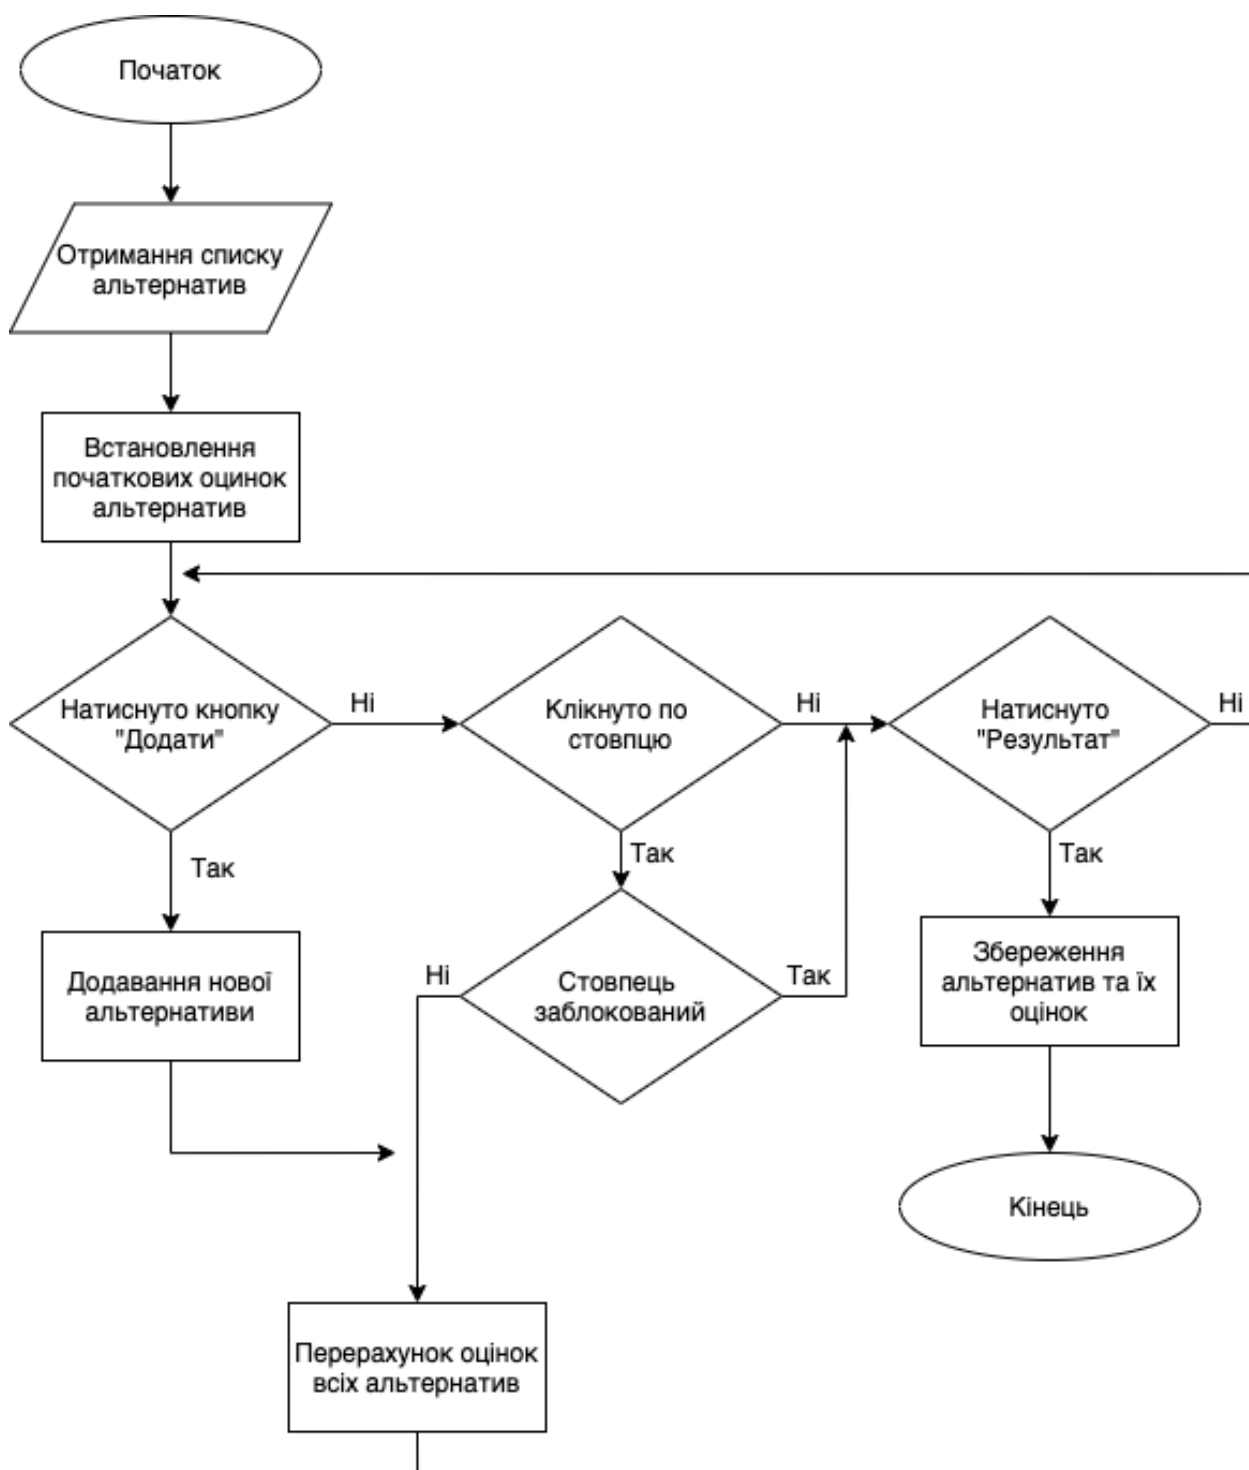 Початок
Отримання списку
альтернатив
Встановлення
початкових оцинок
альтернатив
Натиснуто кнопку
"Додати"
Ні
Клікнуто по
стовпцю
Ні
Натиснуто
"Результат"
Ні
Так
Так
Так
Додавання нової
альтернативи
Ні
Стовпець
заблокований
Так
Збереження
альтернатив та їх
оцінок
Кінець
Перерахунок оцінок
всіх альтернатив